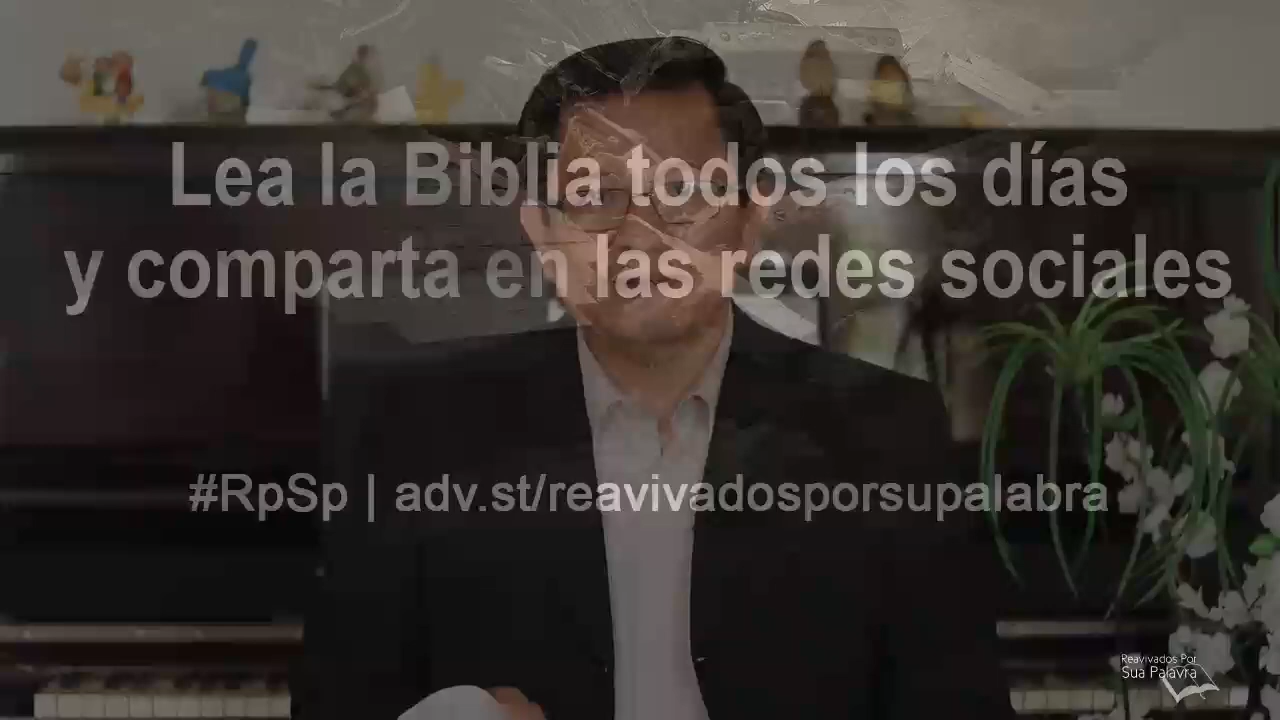 Lea la Biblia todos los días
y comparta en las redes sociales
#RpSp | adv.st/reavivadosporsupalabra
Reavivados Por
Sua Palavra